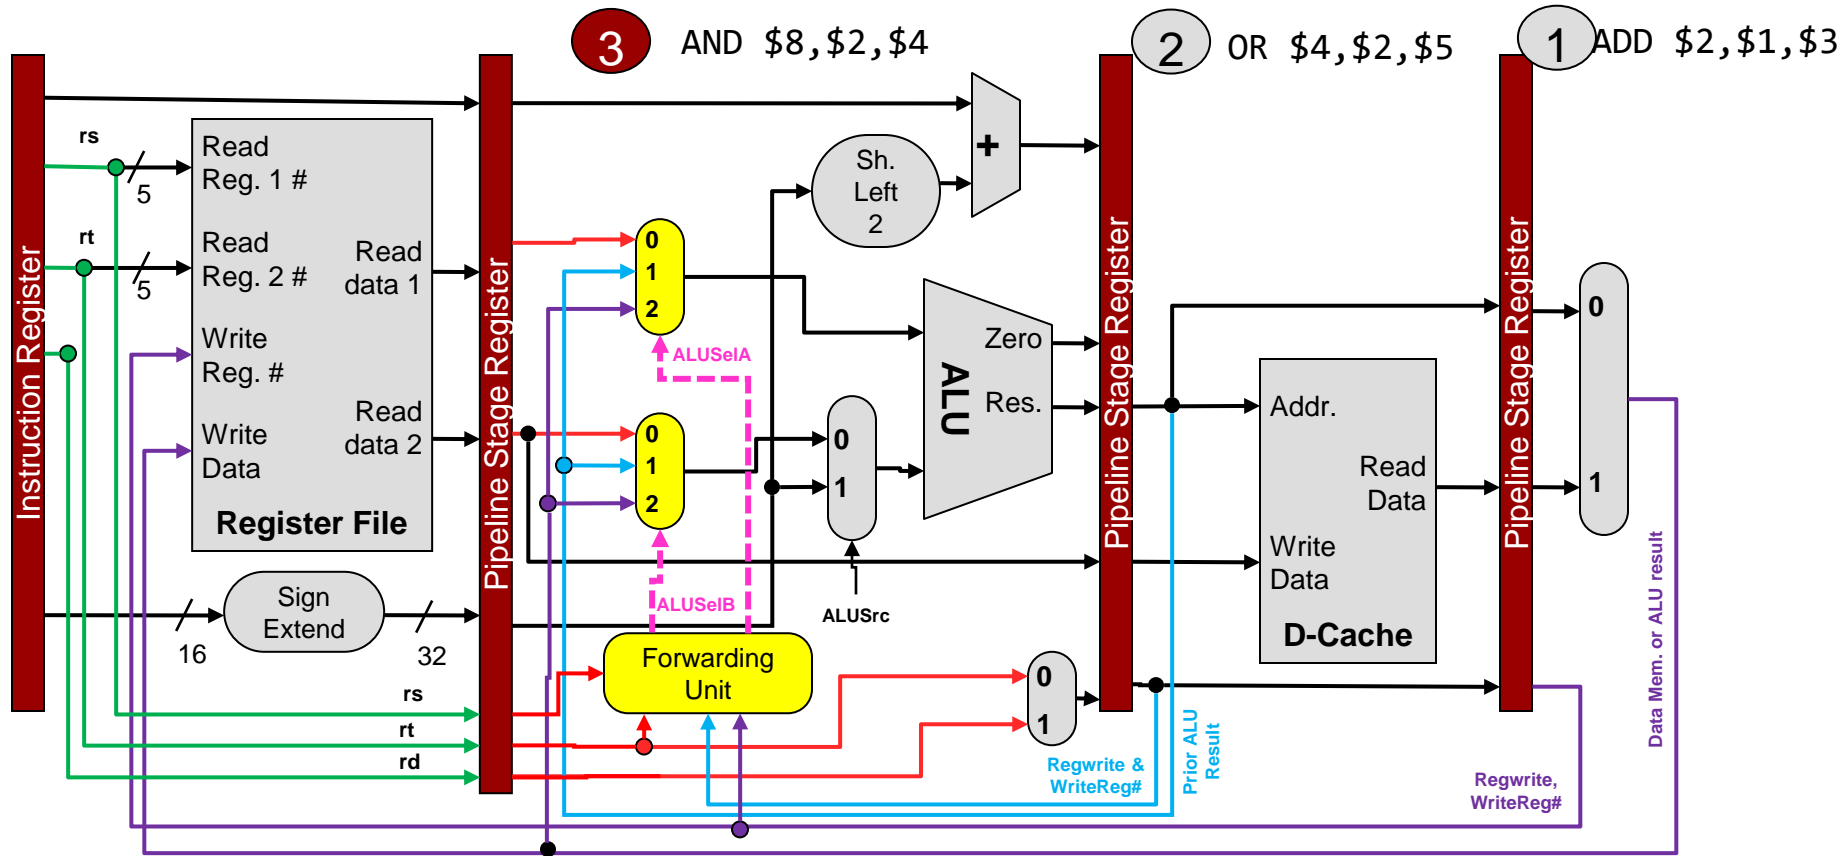 3
AND $8,$2,$4
2
OR $4,$2,$5
1
ADD $2,$1,$3
Instruction Register
rs
5
rt
5
Read
Reg. 1 #
Read
Reg. 2 #
Write
Reg. #
Write
Data
Read
data 1
Read
data 2
Register File
Sign
Extend
16
32
rs
rt
rd
Pipeline Stage Register
0
1
2
ALUSelA
0
1
2
ALUSelB
Forwarding
Unit
Sh.
Left
2
+
0
1
ALUSrc
ALU
Zero
Res.
0
1
Regwrite &
WriteReg#
Prior ALU
Result
Pipeline Stage Register
Addr.
Read
Data
Write
Data
D-Cache
Pipeline Stage Register
0
1
Regwrite,
WriteReg#
Data Mem. or ALU result